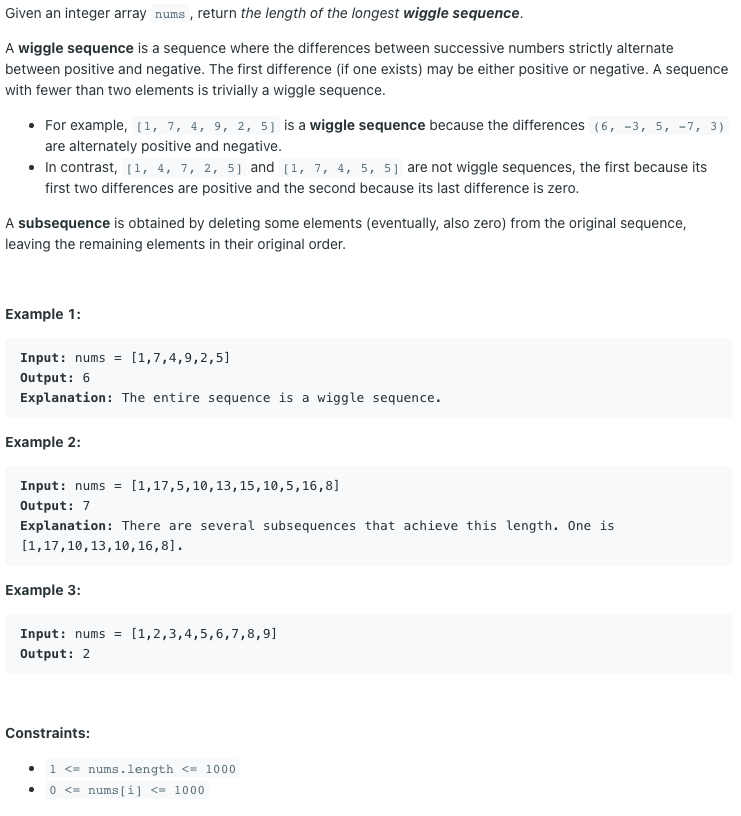 Given an integer array nums , return the length of the longest wiggle sequence.
A wiggle sequence is a sequence where the differences between successive numbers strictly alternate
between positive and negative. The first difference (if one exists) may be either positive or negative. A sequence
with fewer than two elements is trivially a wiggle sequence.
• For example, [1, 7, 4, 9, 2, 5] is a wiggle sequence because the differences (6, -3, 5, -7, 3)
are alternately positive and negative.
• In contrast, [1, 4, 7, 2, 5] and [1, 7, 4, 5, 5] are not wiggle sequences, the first because its
first two differences are positive and the second because its last difference is zero.
A subsequence is obtained by deleting some elements (eventually, also zero) from the original sequence,
leaving the remaining elements in their original order.
Example 1:
Input: nums = [1,7,4,9,2,5]
Output: 6
Explanation: The entire sequence is a wiggle sequence.
Example 2:
Input: nums = [1,17,5,10,13,15,10,5,16,8]
Output: 7
Explanation: There are several subsequences that achieve this length. One is
[1,17,10,13,10,16,8].
Example 3:
Input: nums = [1,2,3,4,5,6,7,8,9]
Output: 2
Constraints:
• 1 <= nums.length <= 1000
• 0 <= nums[i] <= 1000